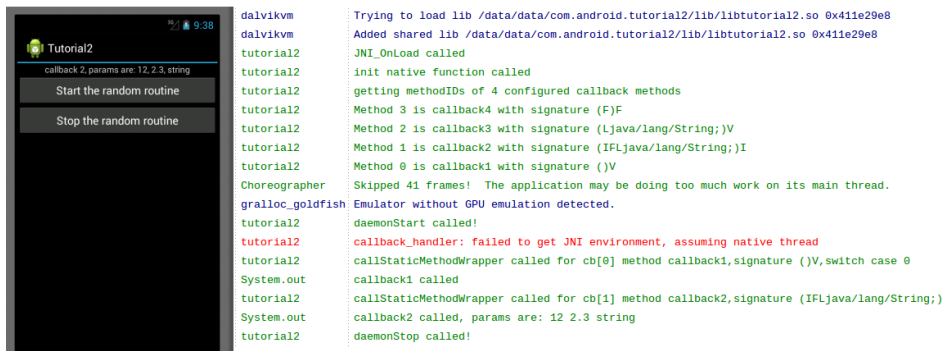 9:38
Tutorial2
callback 2, params are: 12, 2.3, string
Start the random routine
Stop the random routine
dalvikvm Trying to load lib /data/data/com.android.tutorial2/lib/libtutorial2.so 0x411e29e8
dalvikvm Added shared lib /data/data/com.android.tutorial2/lib/libtutorial2.so 0x411e29e8
tutorial2 JNI_OnLoad called
tutorial2 init native function called
tutorial2 getting methodIDs of 4 configured callback methods
tutorial2 Method 3 is callback4 with signature (F)F
tutorial2 Method 2 is callback3 with signature (Ljava/lang/String;)V
tutorial2 Method 1 is callback2 with signature (IFLjava/lang/String;)I
tutorial2 Method 0 is callback1 with signature ()V
Choreographer Skipped 41 frames! The application may be doing too much work on its main thread.
gralloc_goldfish Emulator without GPU emulation detected.
tutorial2 daemonStart called!
tutorial2 callback_handler: failed to get JNI environment, assuming native thread
tutorial2 callStaticMethodWrapper called for cb[0] method callback1,signature ()V,switch case 0
System.out callback1 called
tutorial2 callStaticMethodWrapper called for cb[1] method callback2,signature (IFLjava/lang/String;)
System.out callback2 called, params are: 12 2.3 string
tutorial2 daemonStop called!